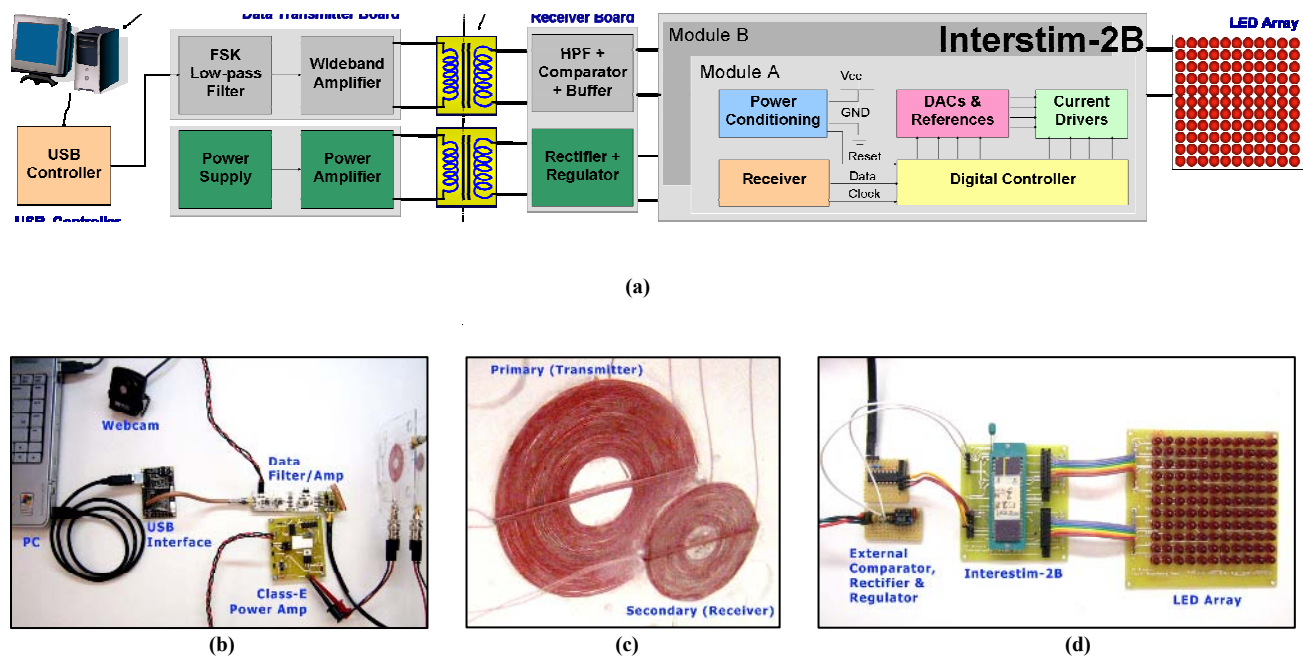 Data Transmitter Board
Receiver Board
LED Array
FSK
Low-pass
Filter
Wideband
Amplifier
HPF +
Comparator
+ Buffer
Module B
Interstim-2B
Module A
Power
Conditioning
Vcc
GND
Reset
DACs &
References
Current
Drivers
USB
Controller
Power
Supply
Power
Amplifier
Rectifier +
Regulator
Receiver
Data
Clock
Digital Controller
USB Controller
(a)
Webcam
Data
Filter/Amp
PC
USB
Interface
Class-E
Power Amp
(b)
Primary (Transmitter)
Secondary (Receiver)
(c)
External
Comparator,
Rectifier &
Regulator
Interestim-2B
LED Array
(d)